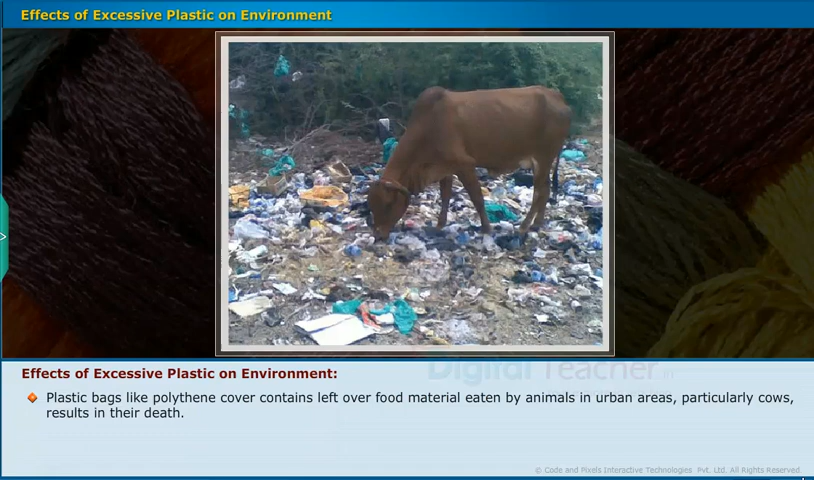 Effects of Excessive Plastic on Environment
Effects of Excessive Plastic on Environment:
Digital Teacher
Plastic bags like polythene cover contains left over food material eaten by animals in urban areas, particularly cows,
results in their death.
© Code and Pixels Interactive Technologies Pvt. Ltd. All Rights Reserved.